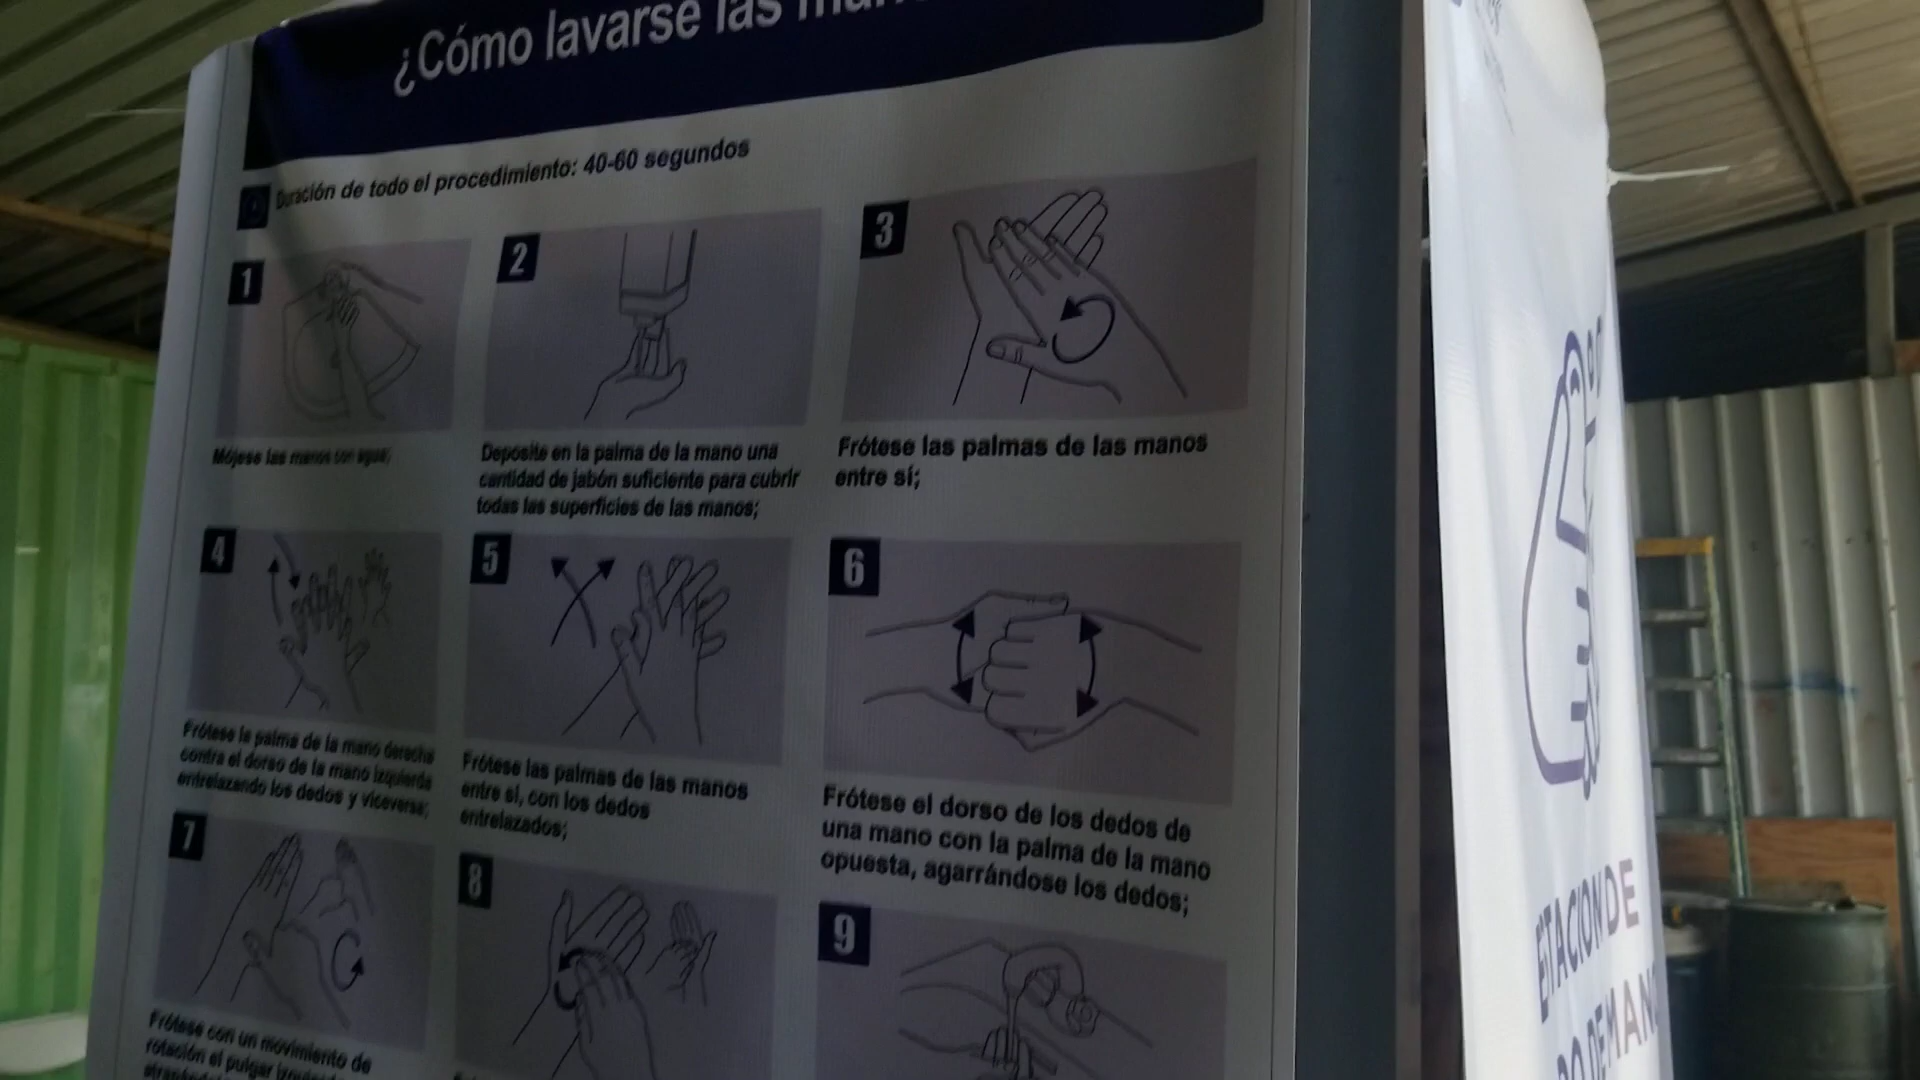 ¿Cómo lavarse las
Duración de todo el procedimiento: 40-60 segundos
1
2
3
Mójese las manos con agua;
Deposite en la palma de la mano una
cantidad de jabón suficiente para cubrir
todas las superficies de las manos;
Frótese las palmas de las manos
entre sí;
4
5
6
Frótese la palma de la mano derecha
contra el dorso de la mano izquierda
entrelazando los dedos y viceversa;
Frótese las palmas de las manos
entre sí, con los dedos
entrelazados;
Frótese el dorso de los dedos de
una mano con la palma de la mano
opuesta, agarrándose los dedos;
7
8
9
Frótese con un movimiento de
rotación el pulgar
DE
DE